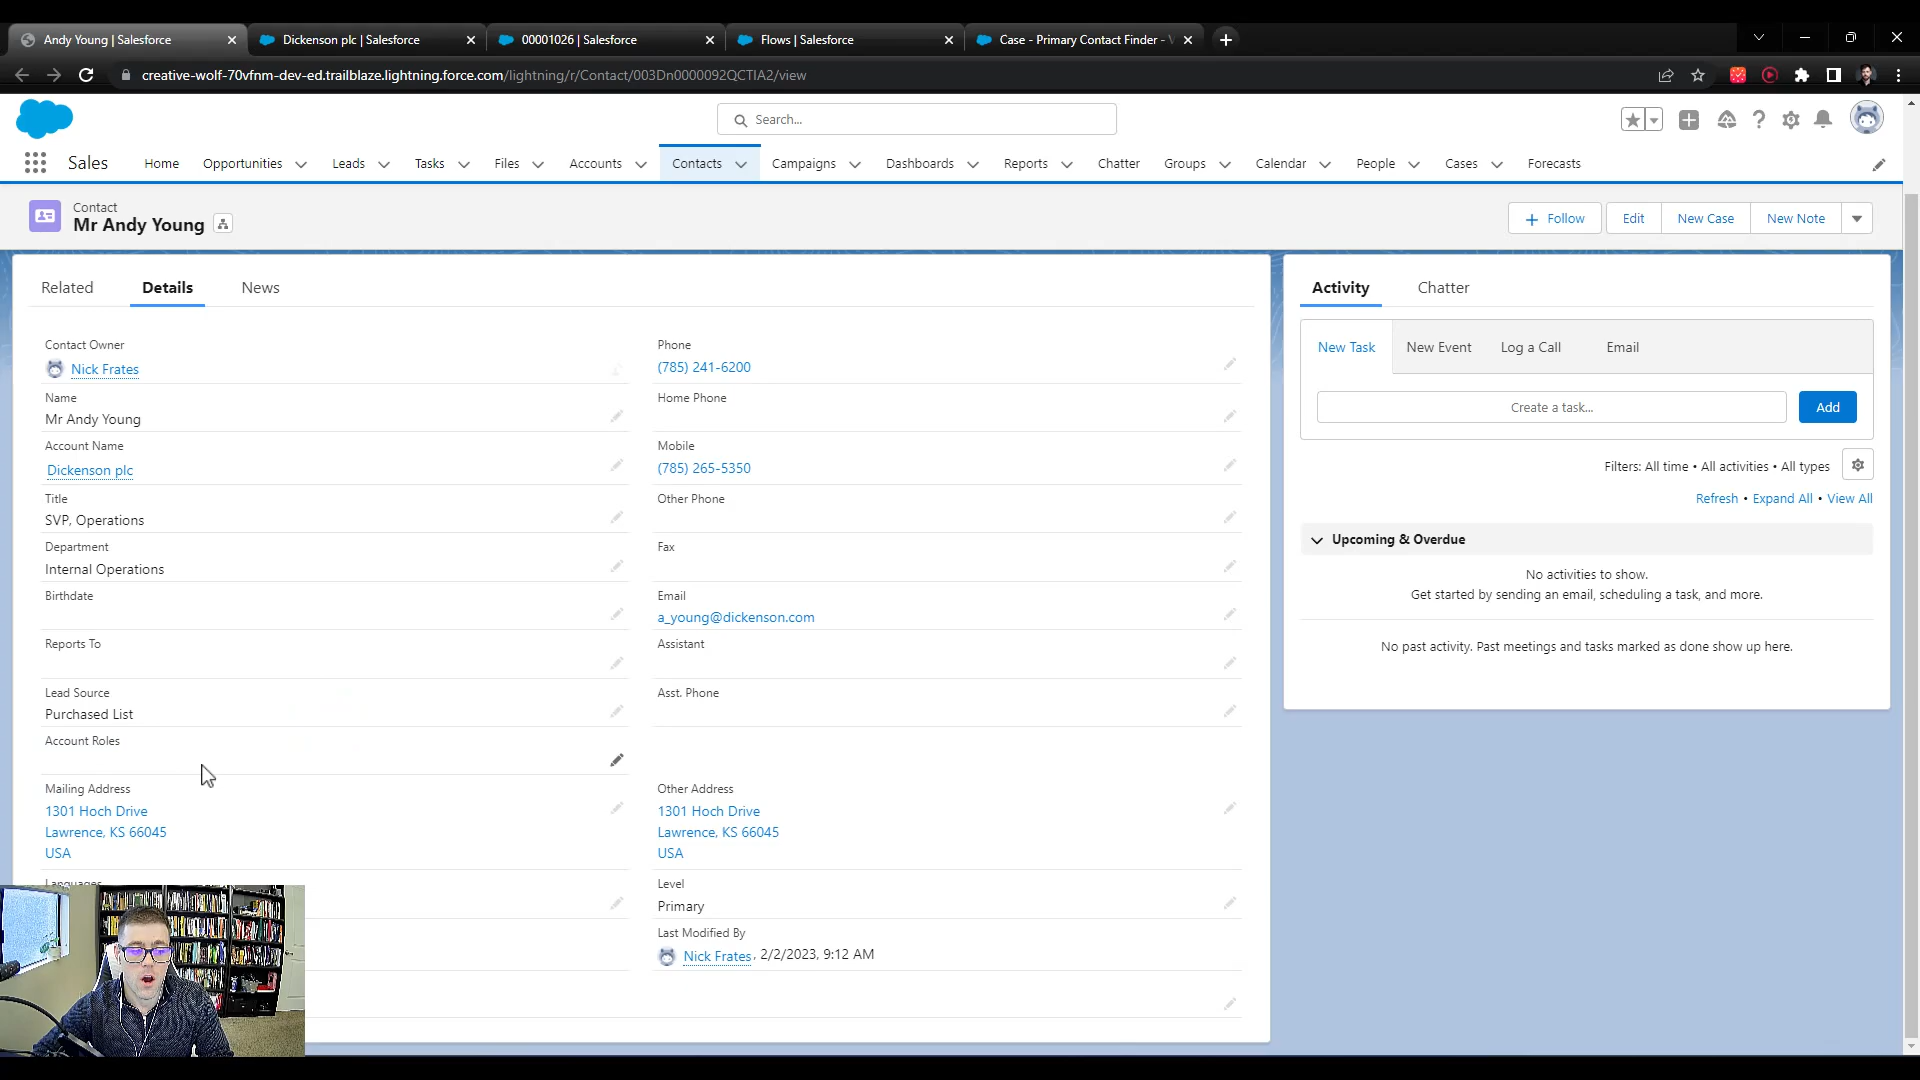 Andy Young | Salesforce
Dickenson plc | Salesforce
00001026 | Salesforce
Flows | Salesforce
Case - Primary Contact Finder -
creative-wolf-70vfnm-dev-ed.trailblaze.lightning.force.com/lightning/r/Contact/003Dn0000092QCTIA2/view
Search...
Sales
Home
Opportunities
Leads
Tasks
Files
Accounts
Contacts
Campaigns
Dashboards
Reports
Chatter
Groups
Calendar
People
Cases
Forecasts
Contact
Mr Andy Young
Follow
Edit
New Case
New Note
Related
Details
News
Contact Owner
Nick Frates
Phone
(785) 241-6200
Name
Mr Andy Young
Home Phone
Account Name
Dickenson plc
Mobile
(785) 265-5350
Title
SVP, Operations
Other Phone
Department
Internal Operations
Fax
Birthdate
Email
a_young@dickenson.com
Reports To
Assistant
Lead Source
Purchased List
Asst. Phone
Account Roles
Mailing Address
1301 Hoch Drive
Lawrence, KS 66045
USA
Other Address
1301 Hoch Drive
Lawrence, KS 66045
USA
Languages
Level
Primary
Last Modified By
Nick Frates, 2/2/2023, 9:12 AM
Activity
Chatter
New Task
New Event
Log a Call
Email
Create a task...
Add
Filters: All time • All activities • All types
Refresh • Expand All • View All
Upcoming & Overdue
No activities to show.
Get started by sending an email, scheduling a task, and more.
No past activity. Past meetings and tasks marked as done show up here.